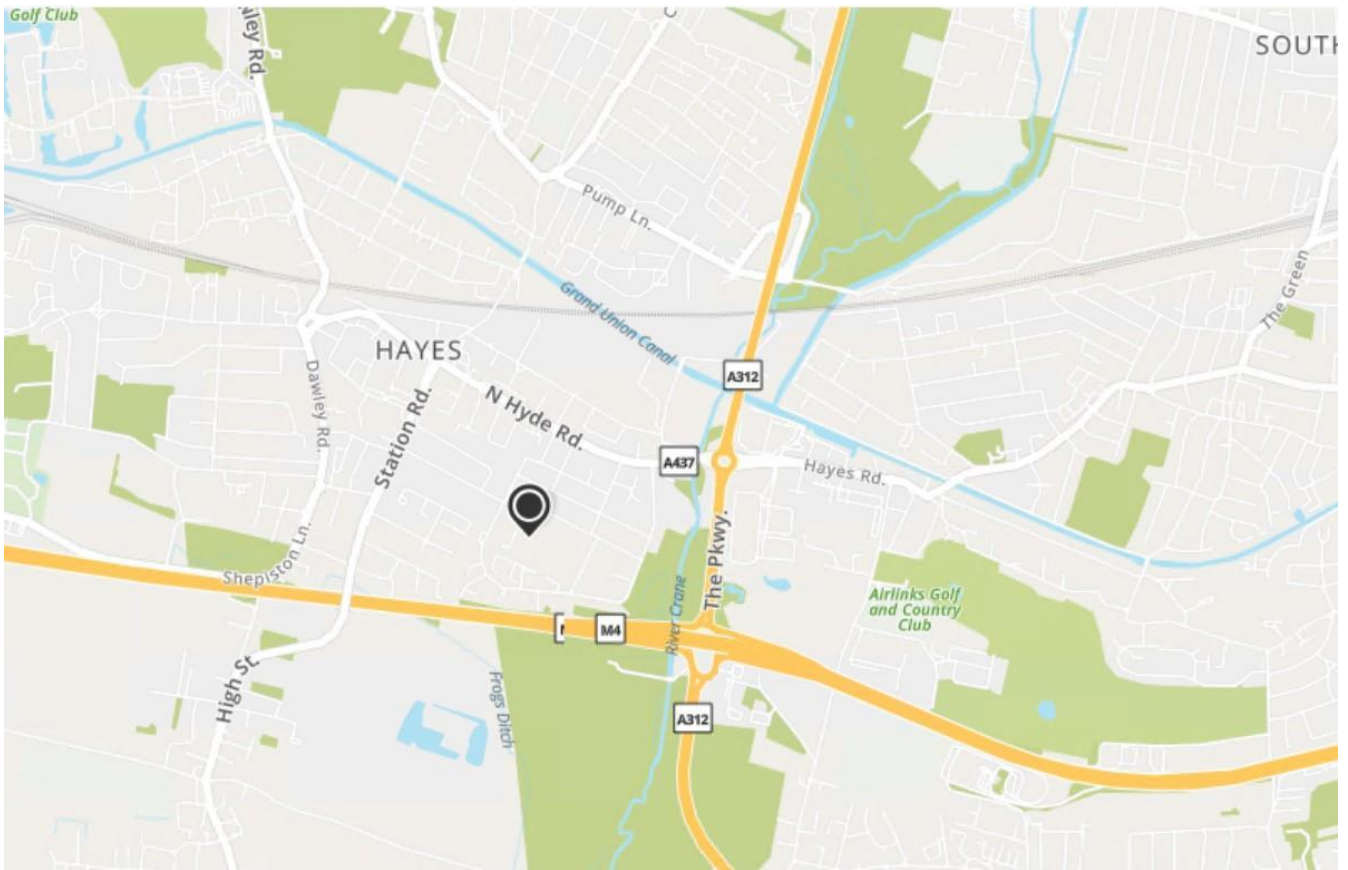 Golf Club
SOUTH
Pump Ln.
Grand Union Canal
The Green
HAYES
A312
Dawley Rd.
N Hyde Rd.
Station Rd.
A437
Hayes Rd.
The Pkwy.
Shepiston Ln.
Airlinks Golf
and Country
Club
River Crane
M4
High St.
Frogs Ditch
A312